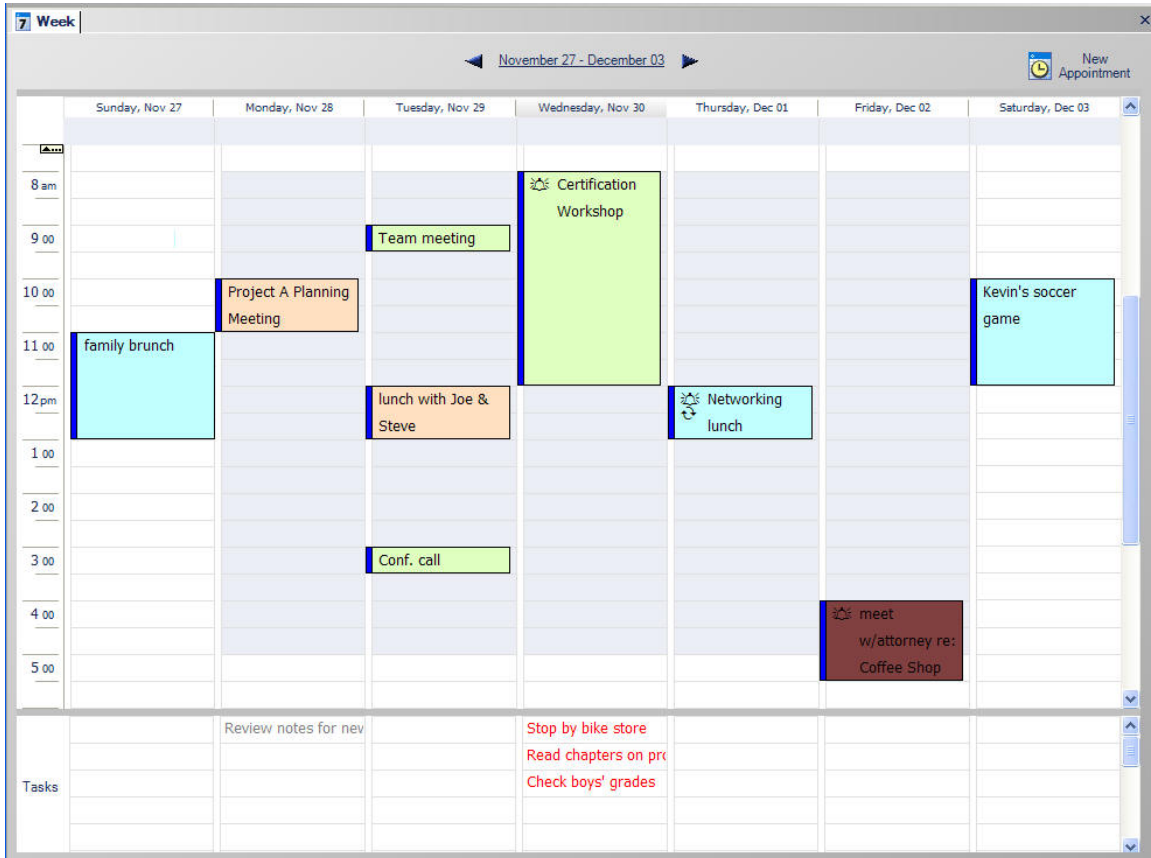 7 Week
November 27 - December 03
New
Appointment
Sunday, Nov 27
Monday, Nov 28
Tuesday, Nov 29
Wednesday, Nov 30
Thursday, Dec 01
Friday, Dec 02
Saturday, Dec 03
8 am
9 00
10 00
11 00
12 pm
1 00
2 00
3 00
4 00
5 00
family brunch
Project A Planning
Meeting
Team meeting
lunch with Joe &
Steve
Conf. call
Certification
Workshop
Networking
lunch
meet
w/attorney re:
Coffee Shop
Kevin's soccer
game
Tasks
Review notes for nev
Stop by bike store
Read chapters on pro
Check boys' grades